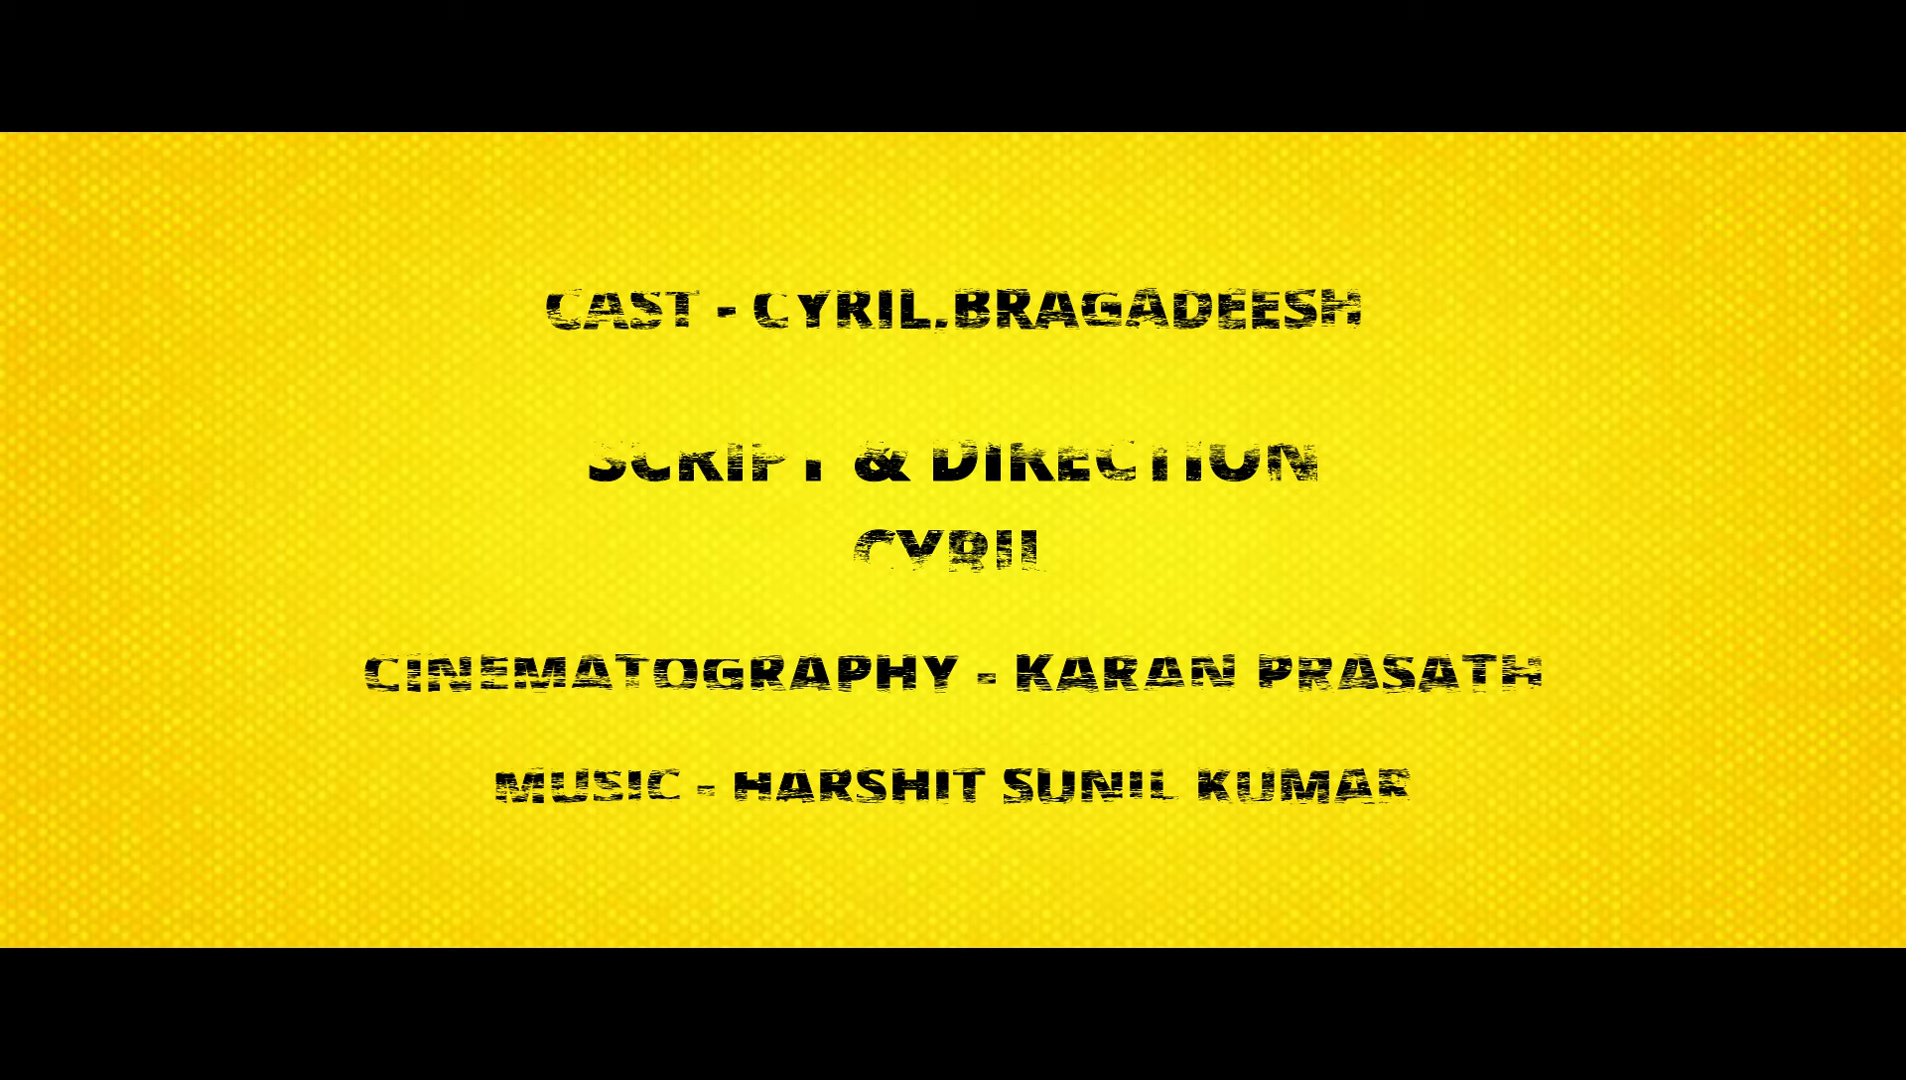 CAST - CYRIL.BRAGADEESH
SCRIPT & DIRECTION
CYRIL
CINEMATOGRAPHY - KARAN PRASATH
MUSIC - HARSHIT SUNIL KUMAR